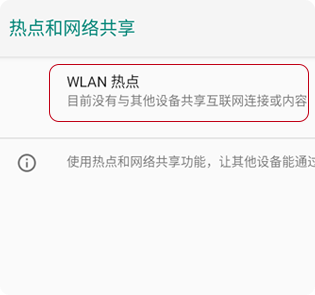 热点和网络共享
WLAN 热点
目前没有与其他设备共享互联网连接或内容
使用热点和网络共享功能，让其他设备能通过